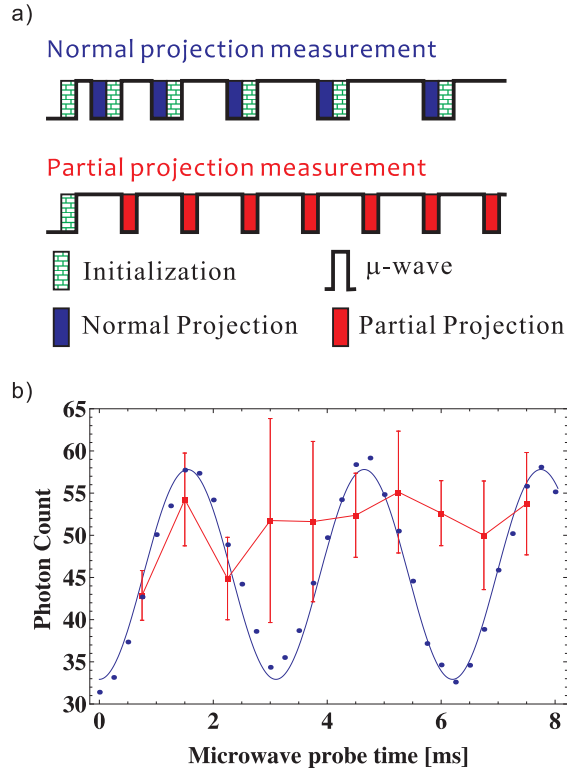 a)
Normal projection measurement
Partial projection measurement
Initialization
μ-wave
Normal Projection
Partial Projection
b)
65
60
55
50
45
40
35
30
Photon Count
0 2 4 6 8
Microwave probe time [ms]